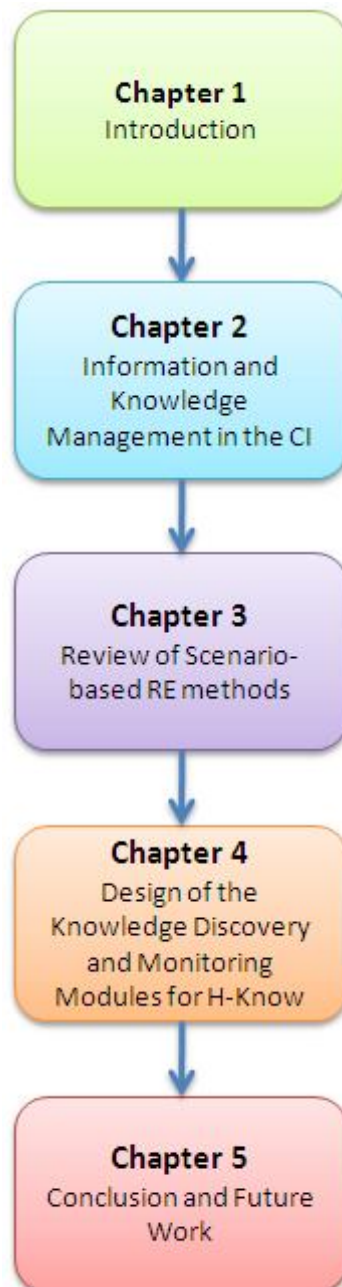 Chapter 1
Introduction
Chapter 2
Information and
Knowledge
Management in the CI
Chapter 3
Review of Scenario-
based RE methods
Chapter 4
Design of the
Knowledge Discovery
and Monitoring
Modules for H-Know
Chapter 5
Conclusion and Future
Work